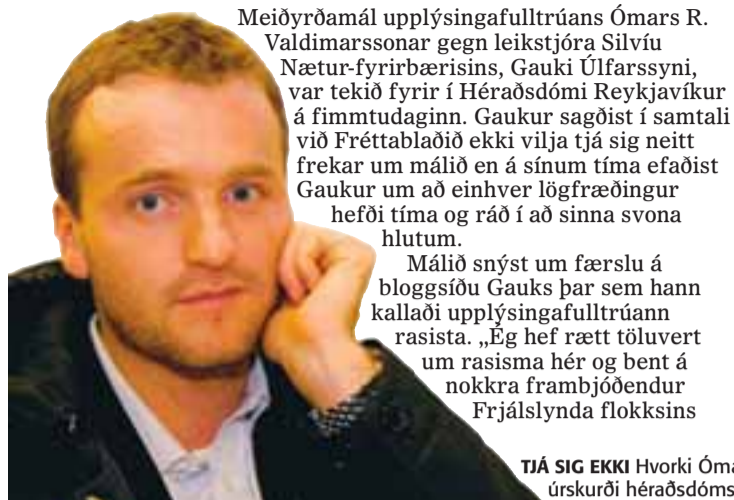 Meiðyrðamál upplýsingafulltrúans Ómars R.
Valdimarssonar gegn leikstjóra Silvíu
Nætur-fyrirbærisins, Gauki Úlfarssyni,
var tekið fyrir í Héraðsdómi Reykjavíkur
á fimmtudaginn. Gaukur sagðist í samtali
við Fréttablaðið ekki vilja tjá sig neitt
frekar um málið en á sínum tíma efaðist
Gaukur um að einhver lögfræðingur
hefði tíma og ráð í að sinna svona
hlutum.
Málið snýst um færslu á
bloggsíðu Gauks þar sem hann
kallaði upplýsingafulltrúann
rasista. „Ég hef rætt töluvert
um rasisma hér og bent á
nokkra frambjóðendur
Frjálslynda flokksins
TJÁ SIG EKKI Hvorki Óma
úrskurði héraðsdóms